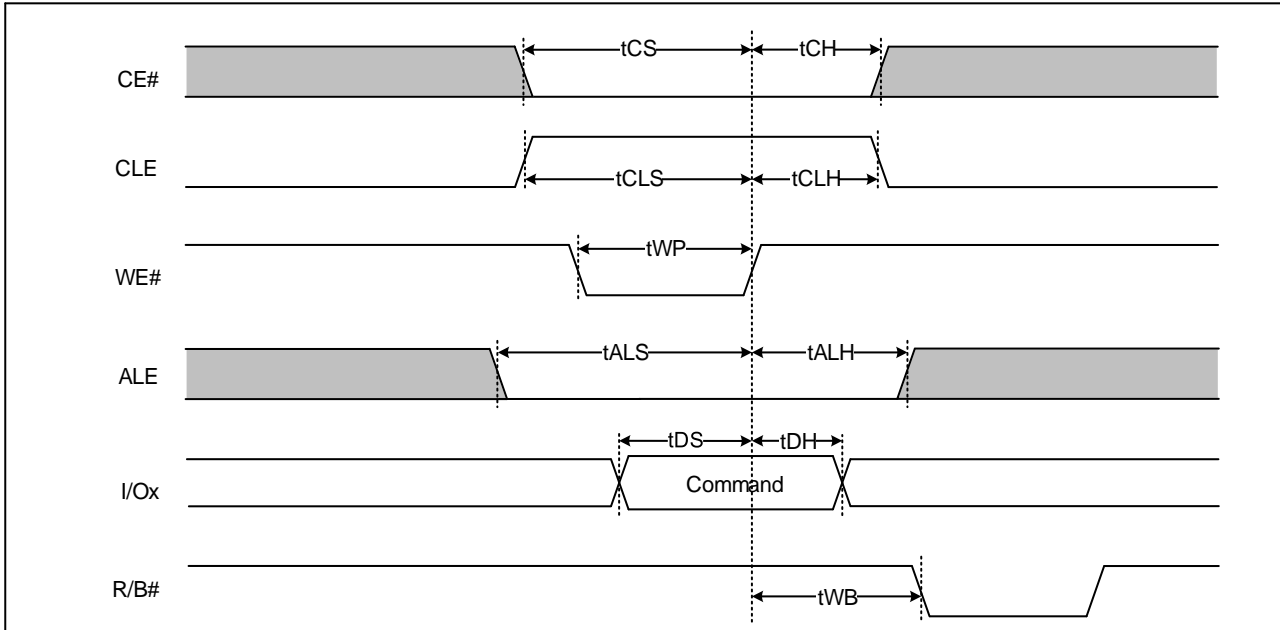 tCS tCH
CE#
CLE
tCLS tCLH
tWP
WE#
tALS tALH
ALE
tDS tDH
I/Ox Command
R/B#
tWB